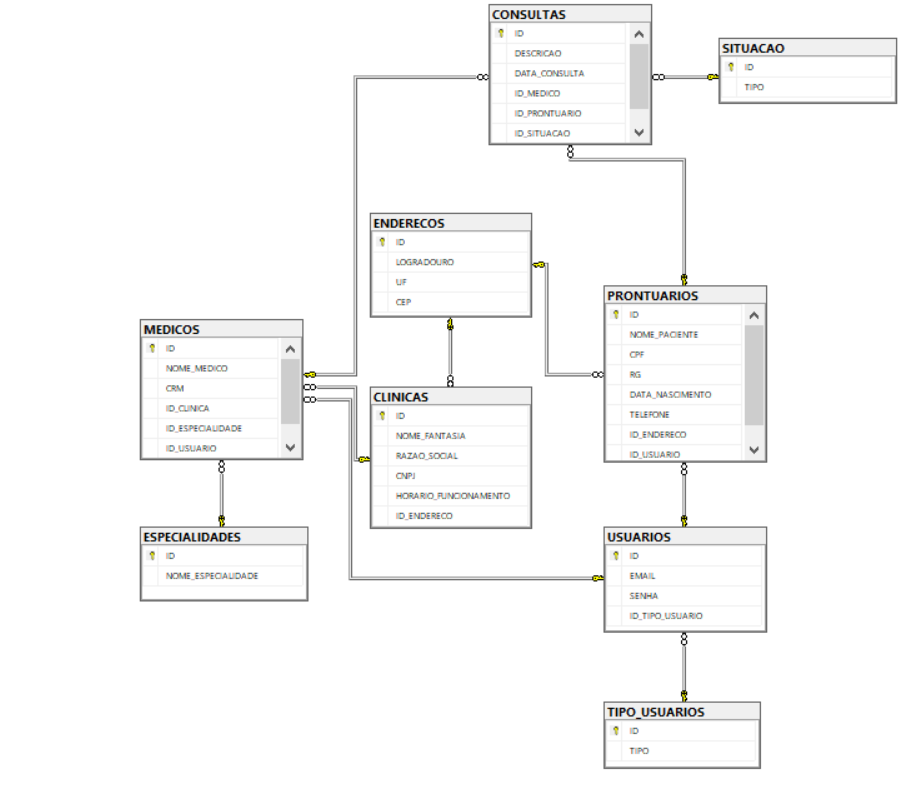 CONSULTAS
ID
DESCRICAO
DATA_CONSULTA
ID_MEDICO
ID_PRONTUARIO
ID_SITUACAO
SITUACAO
ID
TIPO
ENDERECOS
ID
LOGRADOURO
UF
CEP
PRONTUARIOS
ID
NOME_PACIENTE
CPF
RG
DATA_NASCIMENTO
TELEFONE
ID_ENDERECO
ID_USUARIO
MEDICOS
ID
NOME_MEDICO
CRM
ID_CLINICA
ID_ESPECIALIDADE
ID_USUARIO
CLINICAS
ID
NOME_FANTASIA
RAZAO_SOCIAL
CNPJ
HORARIO_FUNCIONAMENTO
ID_ENDERECO
ESPECIALIDADES
ID
NOME_ESPECIALIDADE
USUARIOS
ID
EMAIL
SENHA
ID_TIPO_USUARIO
TIPO_USUARIOS
ID
TIPO